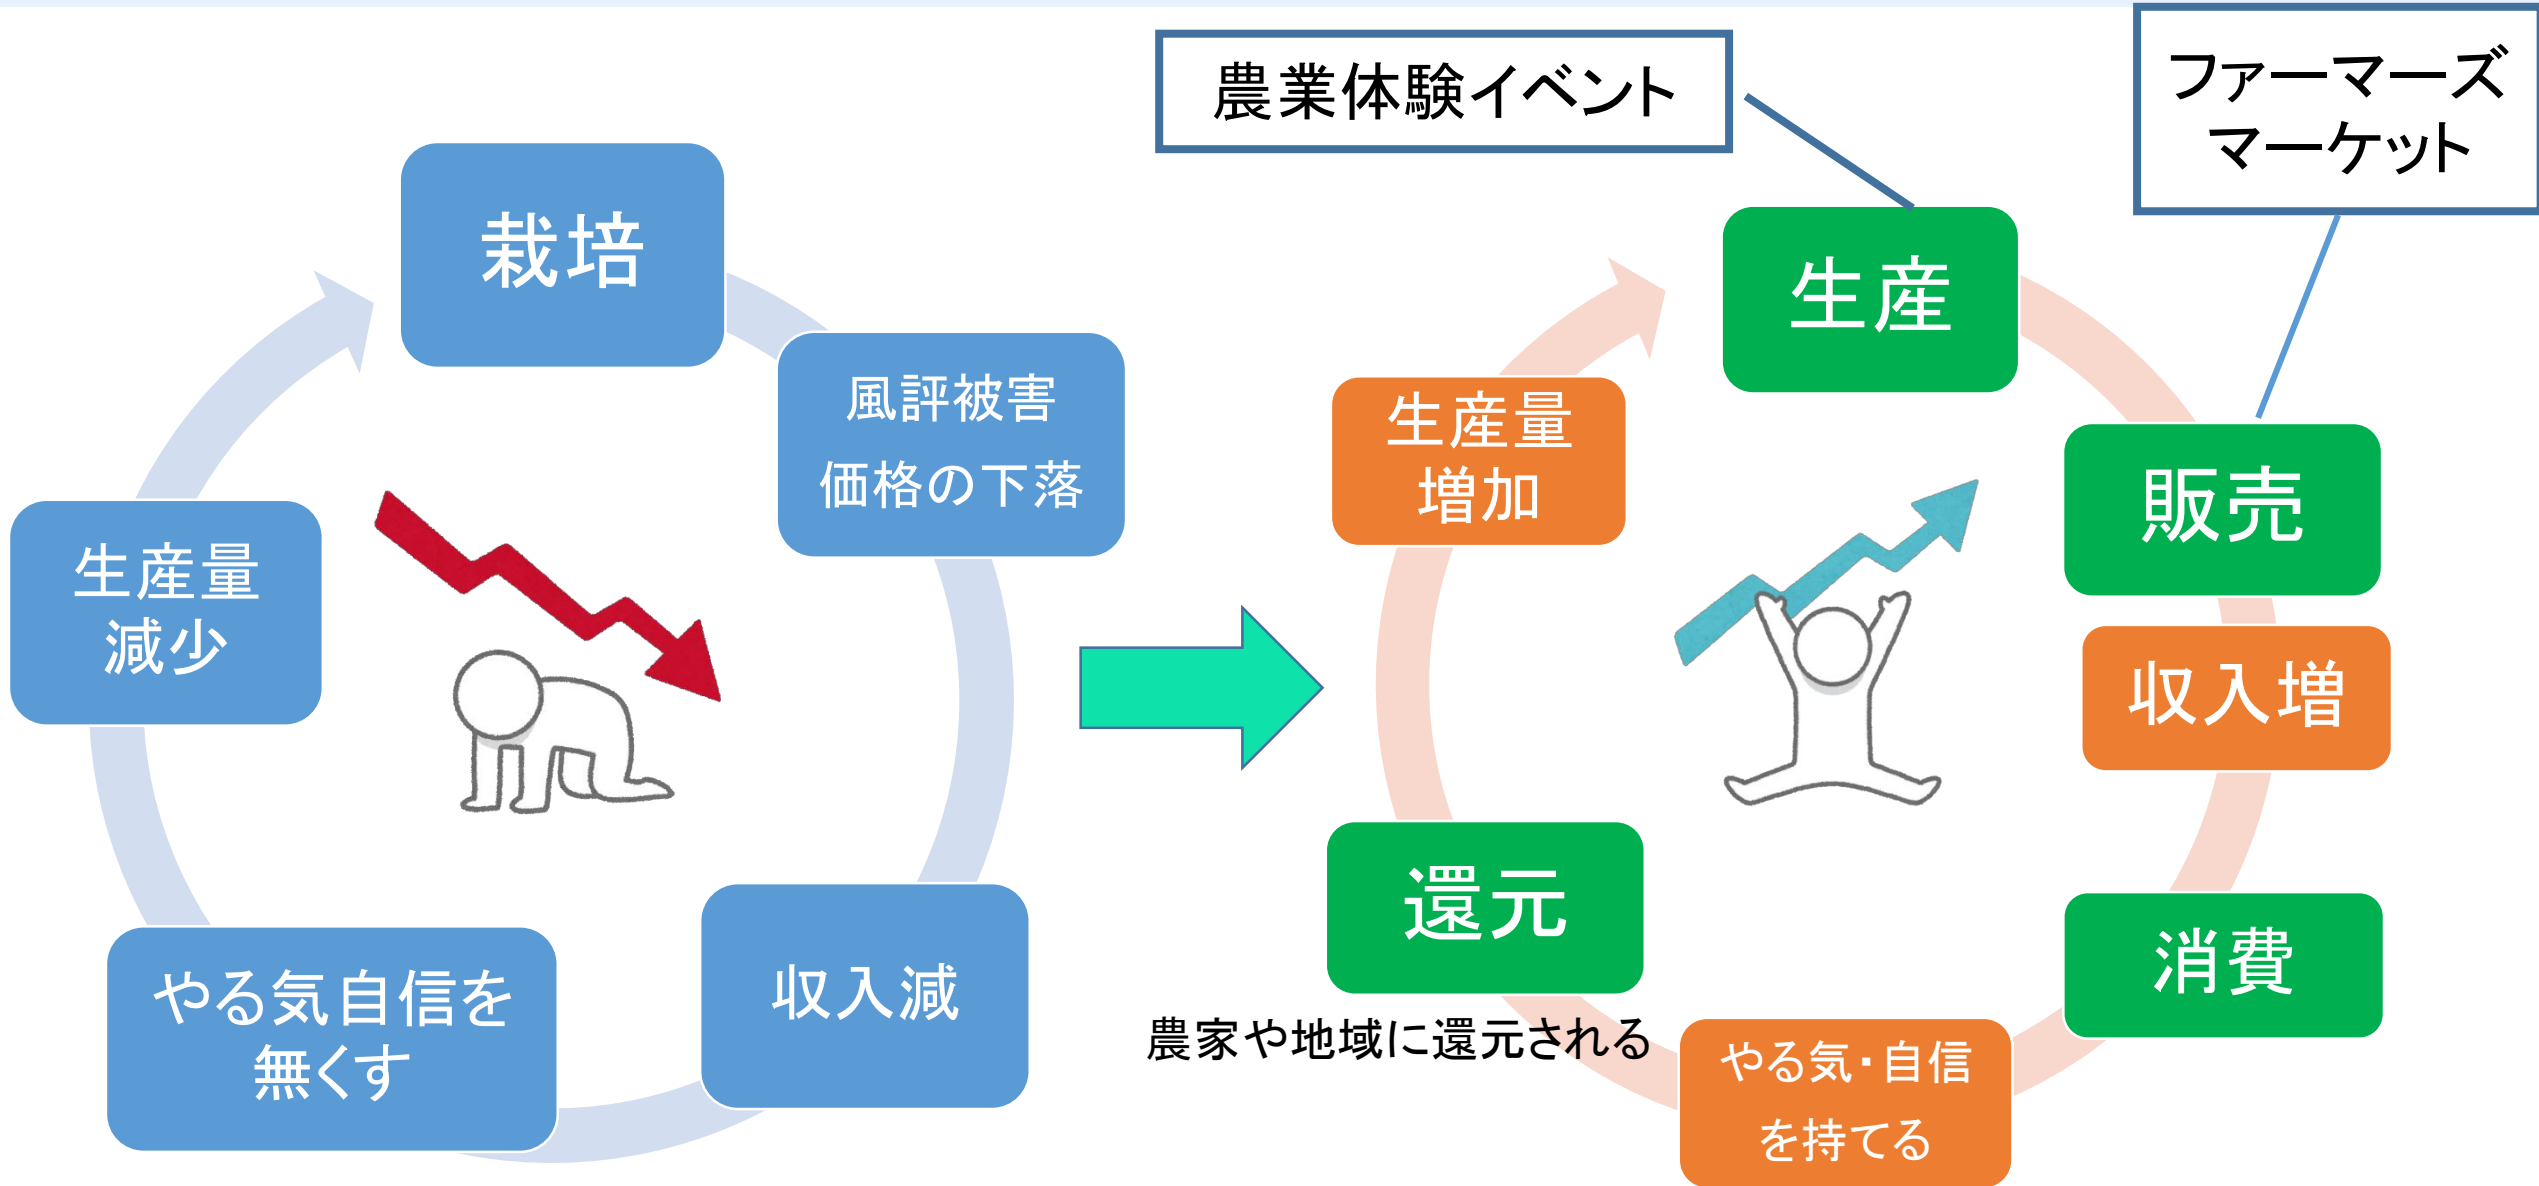 農業体験イベント
ファーマーズ
マーケット
栽培
風評被害
価格の下落
収入減
やる気自信を
無くす
生産量
減少
生産
販売
収入増
消費
やる気・自信
を持てる
還元
農家や地域に還元される
生産量
増加